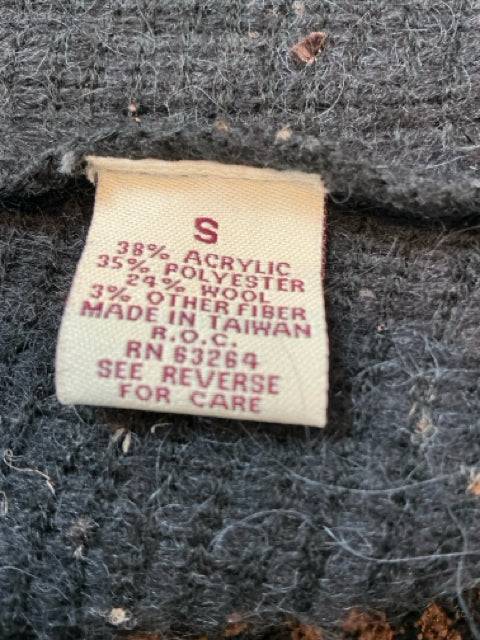 S
38% ACRYLIC
35% POLYESTER
24% WOOL
3% OTHER FIBER
MADE IN TAIWAN
R.O.C.
RN 63264
SEE REVERSE
FOR CARE